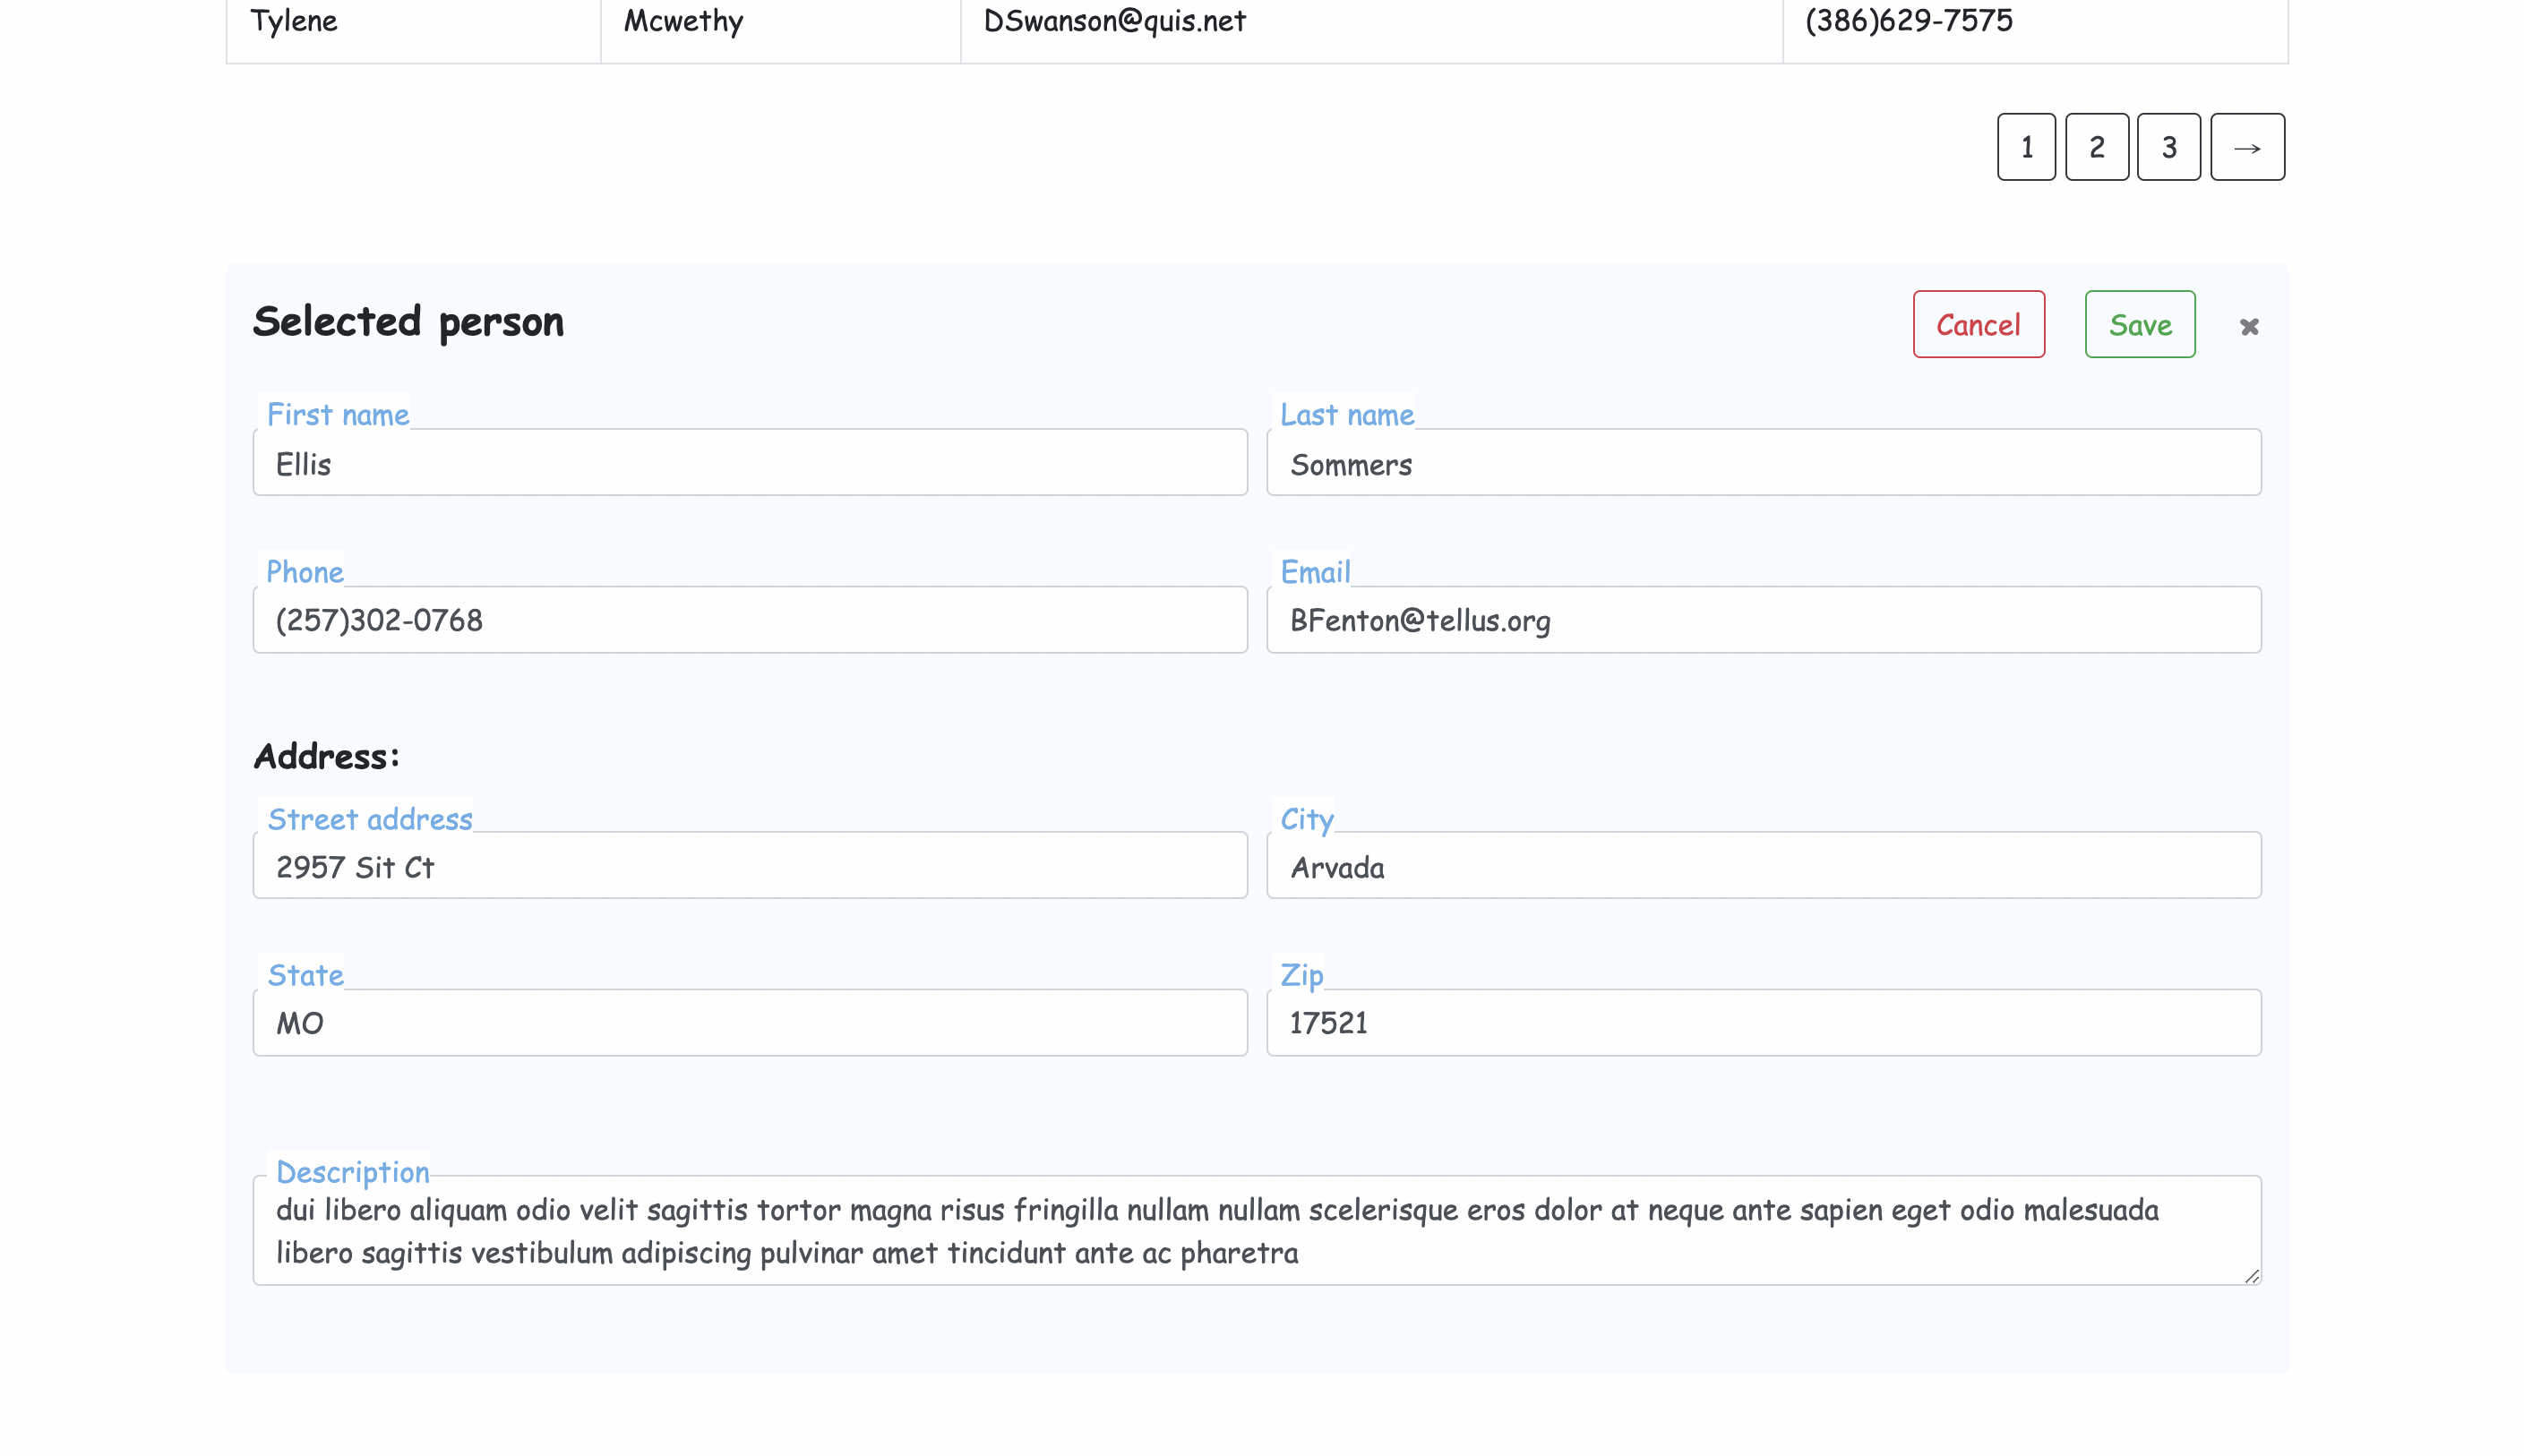 Tylene Mcwethy DSwanson@quis.net (386)629-7575
1 2 3 →
Selected person Cancel Save ×
First name Last name
Ellis Sommers
Phone Email
(257)302-0768 BFenton@tellus.org
Address:
Street address City
2957 Sit Ct Arvada
State Zip
MO 17521
Description
dui libero aliquam odio velit sagittis tortor magna risus fringilla nullam nullam scelerisque eros dolor at neque ante sapien eget odio malesuada
libero sagittis vestibulum adipiscing pulvinar amet tincidunt ante ac pharetra